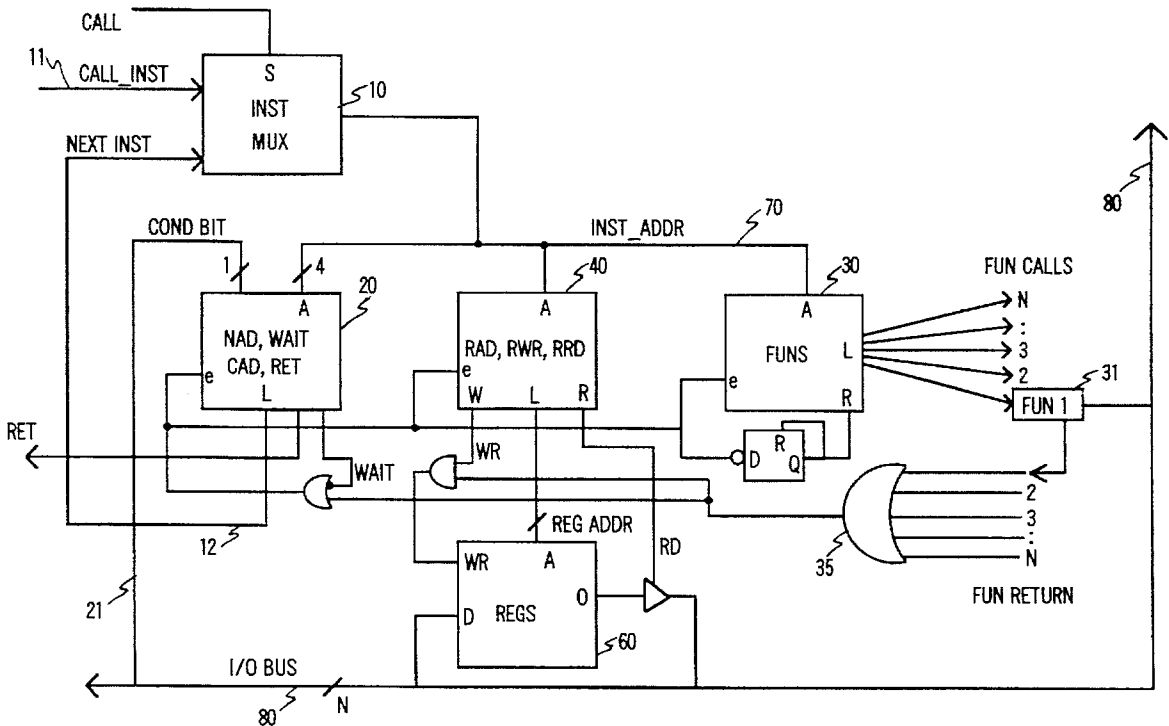 CALL
11
CALL_INST
S
INST
MUX
10
NEXT INST
COND BIT
1
4
20
A
NAD, WAIT
CAD, RET
e
L
INST_ADDR
70
40
A
RAD, RWR, RRD
e
W L R
30
A
FUNS
L
e
R
FUN CALLS
N
:
3
2
31
FUN 1
80
RET
WAIT
WR
R
D Q
12
REG ADDR
RD
35
2
3
:
N
FUN RETURN
21
WR A
O
D REGS
60
I/O BUS
80
N